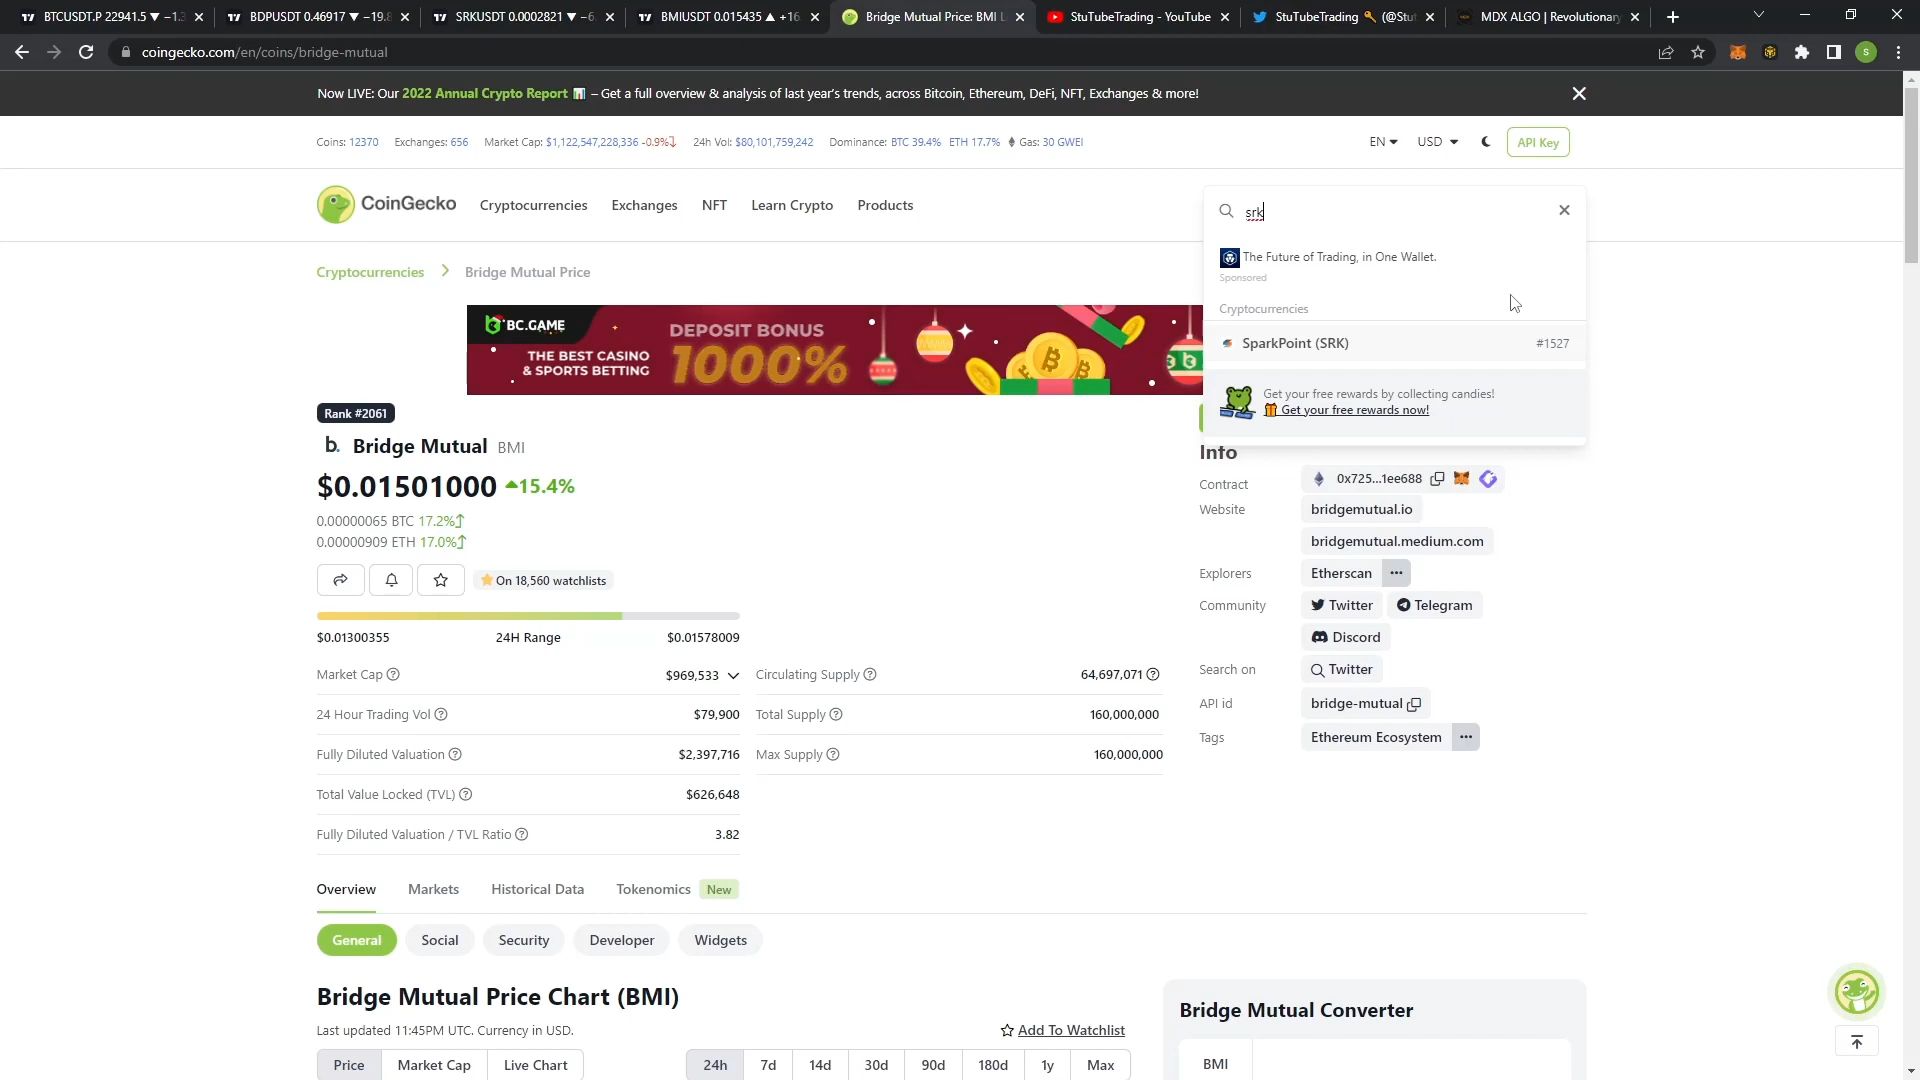 BTCUSDT.P 22941.5 ▼ −1.3
BDPUSDT 0.46917 ▼ −19.8
SRKUSDT 0.0002821 ▼ −6
BMIUSDT 0.015435 ▲ +16
Bridge Mutual Price: BMI L
StuTubeTrading - YouTube
StuTubeTrading 🔑 (@Stut
MDX ALGO | Revolutionary
coingecko.com/en/coins/bridge-mutual
S
Now LIVE: Our 2022 Annual Crypto Report 📊 – Get a full overview & analysis of last year's trends, across Bitcoin, Ethereum, DeFi, NFT, Exchanges & more!
Coins: 12370 Exchanges: 656 Market Cap: $1,122,547,228,336 -0.9% 24h Vol: $80,101,759,242 Dominance: BTC 39.4% ETH 17.7% Gas: 30 GWEI
EN USD API Key
CoinGecko Cryptocurrencies Exchanges NFT Learn Crypto Products
srk
The Future of Trading, in One Wallet.
Sponsored
Cryptocurrencies
SparkPoint (SRK) #1527
Get your free rewards by collecting candies!
🎁 Get your free rewards now!
Cryptocurrencies > Bridge Mutual Price
BC.GAME
THE BEST CASINO
& SPORTS BETTING
DEPOSIT BONUS
1000%
Rank #2061
b. Bridge Mutual BMI
$0.01501000 ▲15.4%
0.00000065 BTC 17.2%
0.00000909 ETH 17.0%
On 18,560 watchlists
$0.01300355 24H Range $0.01578009
Market Cap $969,533
24 Hour Trading Vol $79,900
Fully Diluted Valuation $2,397,716
Total Value Locked (TVL) $626,648
Fully Diluted Valuation / TVL Ratio 3.82
Circulating Supply 64,697,071
Total Supply 160,000,000
Max Supply 160,000,000
Info
Contract 0x725...1ee688
Website bridgemutual.io
bridgemutual.medium.com
Explorers Etherscan ...
Community Twitter Telegram
Discord
Search on Twitter
API id bridge-mutual
Tags Ethereum Ecosystem ...
Overview Markets Historical Data Tokenomics New
General Social Security Developer Widgets
Bridge Mutual Price Chart (BMI)
Last updated 11:45PM UTC. Currency in USD.
Add To Watchlist
Price Market Cap Live Chart
24h 7d 14d 30d 90d 180d 1y Max
Bridge Mutual Converter
BMI